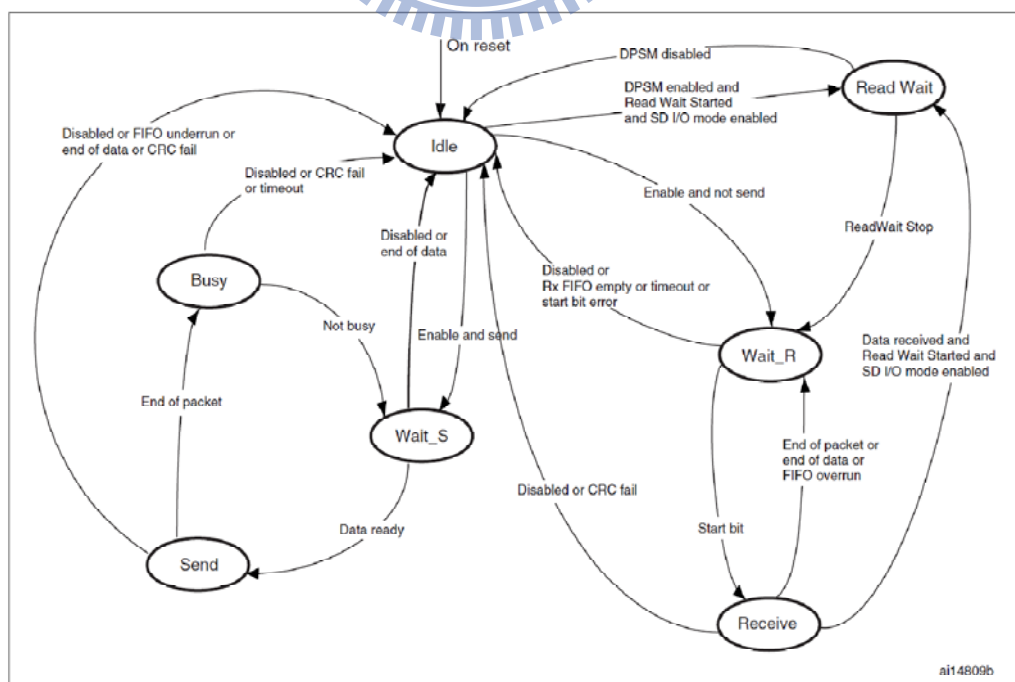 On reset
DPSM disabled
Read Wait
DPSM enabled and
Read Wait Started
and SD I/O mode enabled
Disabled or FIFO underrun or
end of data or CRC fail
Idle
Disabled or CRC fail
or timeout
Enable and not send
ReadWait Stop
Disabled or
end of data
Disabled or
Rx FIFO empty or timeout or
start bit error
Busy
Not busy
Enable and send
Wait_R
Data received and
Read Wait Started and
SD I/O mode enabled
End of packet
Wait_S
End of packet or
end of data or
FIFO overrun
Disabled or CRC fail
Data ready
Start bit
Send
Receive
ai14809b